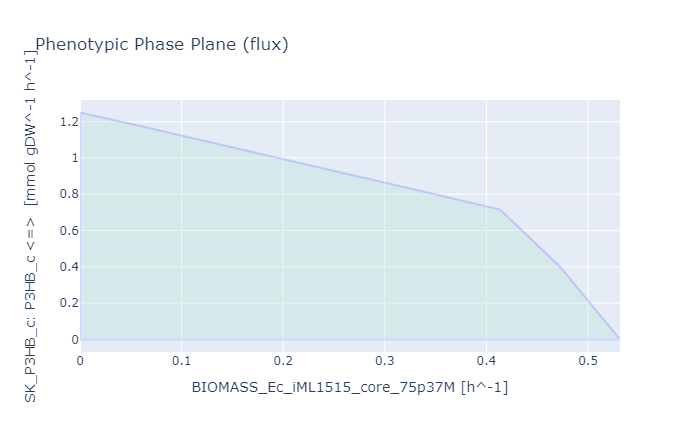 Phenotypic Phase Plane (flux)
SK_P3HB_c: P3HB_c <=> [mmol gDW^-1 h^-1]
1.2
1
0.8
0.6
0.4
0.2
0
0 0.1 0.2 0.3 0.4 0.5
BIOMASS_Ec_iML1515_core_75p37M [h^-1]